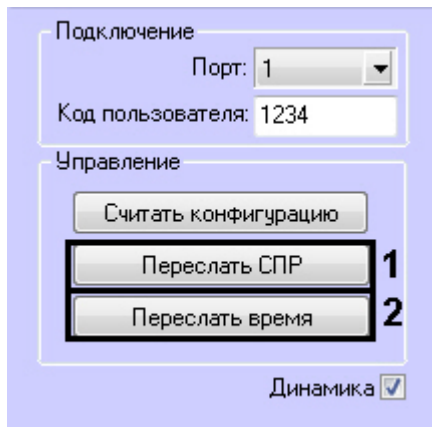 Подключение
Порт: 1
Код пользователя: 1234
Управление
Считать конфигурацию
Переслать СПР 1
Переслать время 2
Динамика